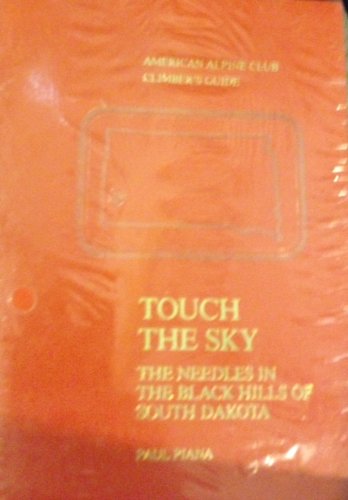 AMERICAN ALPINE CLUB
CLIMBER'S GUIDE
TOUCH
THE SKY
THE NEEDLES IN
THE BLACK HILLS OF
SOUTH DAKOTA
PAUL PIANA